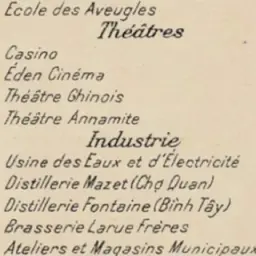 Ecole des Aveugles
Théâtres
Casino
Éden Cinéma
Théâtre Chinois
Théâtre Annamite
Industrie
Usine des Eaux et d'Électricité
Distillerie Mazet (Chợ Quan)
Distillerie Fontaine (Bình Tây)
Brasserie Larue Frères
Ateliers et Magasins Municipaux